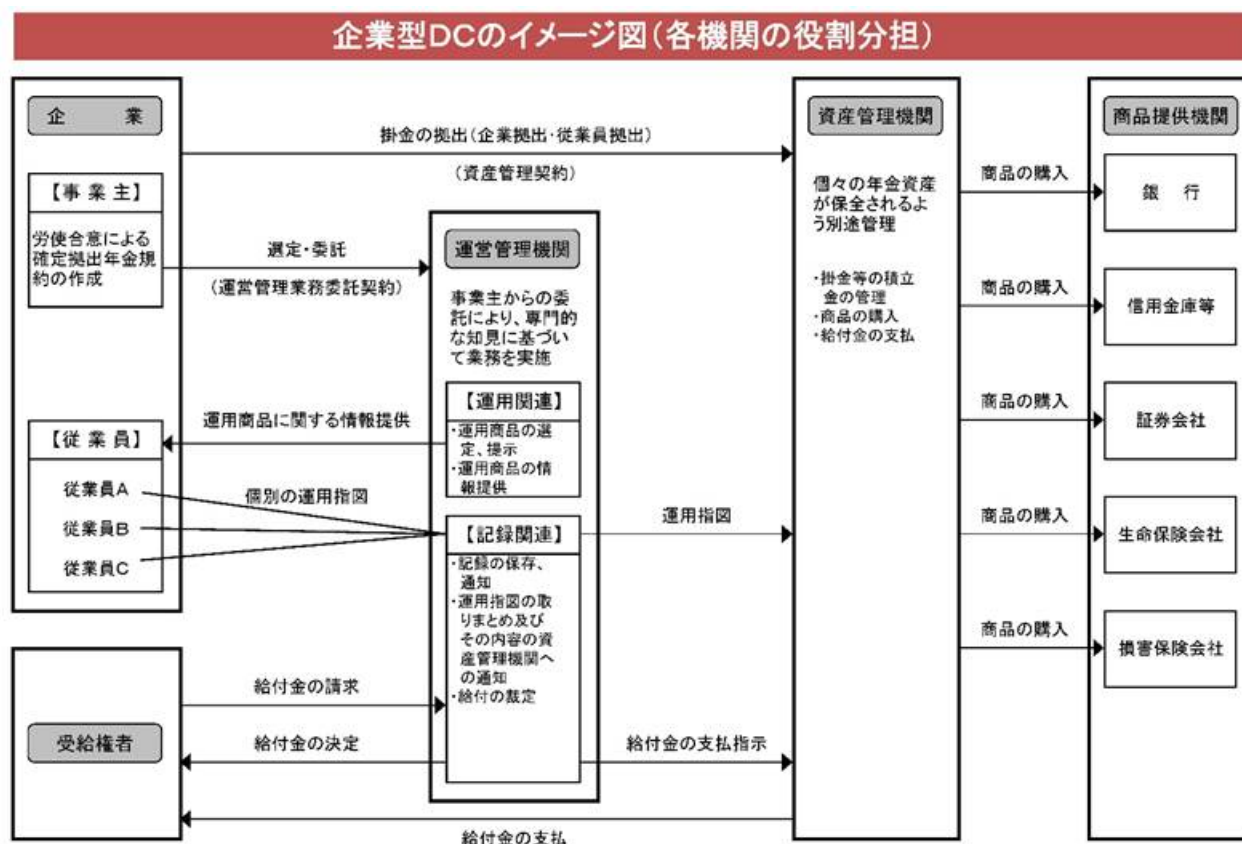 企業型DCのイメージ図(各機関の役割分担)
企　業
【事 業 主】
労使合意による
確定拠出年金規
約の作成
【従 業 員】
従業員A
従業員B
従業員C
受給権者
掛金の拠出(企業拠出・従業員拠出)
(資産管理契約)
選定・委託
(運営管理業務委託契約)
運用商品に関する情報提供
個別の運用指図
給付金の請求
給付金の決定
運営管理機関
事業主からの委
託により、専門的
な知見に基づい
て業務を実施
【運用関連】
・運用商品の選
定、提示
・運用商品の情
報提供
【記録関連】
・記録の保存、
通知
・運用指図の取
りまとめ及び
その内容の資
産管理機関へ
の通知
・給付の裁定
運用指図
給付金の支払指示
給付金の支払
資産管理機関
個々の年金資産
が保全されるよ
う別途管理
・掛金等の積立
金の管理
・商品の購入
・給付金の支払
商品の購入
商品の購入
商品の購入
商品の購入
商品の購入
商品提供機関
銀　行
信用金庫等
証券会社
生命保険会社
損害保険会社